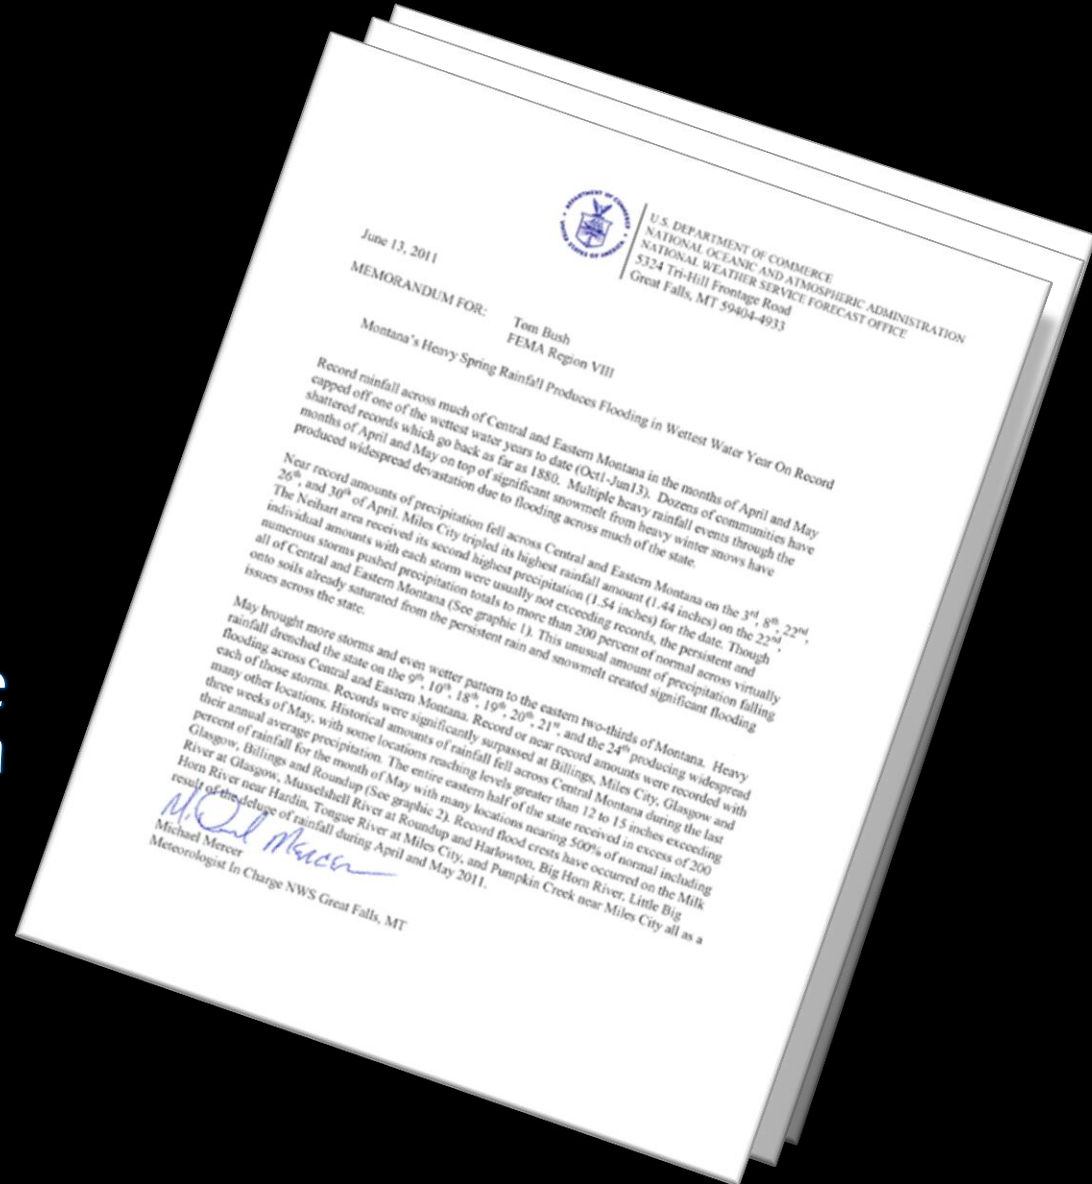 U.S. DEPARTMENT OF COMMERCE
NATIONAL OCEANIC AND ATMOSPHERIC ADMINISTRATION
NATIONAL WEATHER SERVICE FORECAST OFFICE
5324 Tri-Hill Frontage Road
Great Falls, MT 59404-4933
June 13, 2011
MEMORANDUM FOR:
Tom Bush
FEMA Region VIII
Montana's Heavy Spring Rainfall Produces Flooding in Wettest Water Year On Record
Record rainfall across much of Central and Eastern Montana in the months of April and May
capped off one of the wettest water years to date (Oct1-Jun13). Dozens of communities have
shattered records which go back as far as 1880. Multiple heavy rainfall events through the
months of April and May on top of significant snowmelt from heavy winter snows have
produced widespread devastation due to flooding across much of the state.
Near record amounts of precipitation fell across Central and Eastern Montana on the 3rd, 8th, 22nd,
26th, and 30th of April. Miles City tripled its highest rainfall amount (1.44 inches) on the 22nd.
The Neihart area received its second highest precipitation (1.54 inches) for the date. Though
individual amounts with each storm were usually not exceeding records, the persistent and
numerous storms pushed precipitation totals to more than 200 percent of normal across virtually
all of Central and Eastern Montana (See graphic 1). This unusual amount of precipitation falling
onto soils already saturated from the persistent rain and snowmelt created significant flooding
issues across the state.
May brought more storms and even wetter pattern to the eastern two-thirds of Montana. Heavy
rainfall drenched the state on the 9th, 10th, 18th, 19th, 20th, 21st, and the 24th producing widespread
flooding across Central and Eastern Montana. Record or near record amounts were recorded with
each of those storms. Records were significantly surpassed at Billings, Miles City, Glasgow and
many other locations. Historical amounts of rainfall fell across Central Montana during the last
three weeks of May, with some locations reaching levels greater than 12 to 15 inches exceeding
their annual average precipitation. The entire eastern half of the state received in excess of 200
percent of rainfall for the month of May with many locations nearing 500% of normal including
Glasgow, Billings and Roundup (See graphic 2). Record flood crests have occurred on the Milk
River at Glasgow, Musselshell River at Roundup and Harlowton, Big Horn River, Little Big
Horn River near Hardin, Tongue River at Miles City, and Pumpkin Creek near Miles City all as a
result of the deluge of rainfall during April and May 2011.
Michael Mercer
Meteorologist In Charge NWS Great Falls, MT